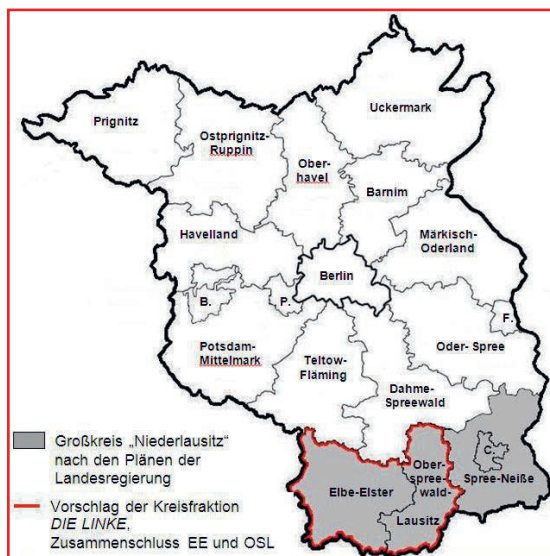 Uckermark
Prignitz
Ostprignitz-
Ruppin
Ober-
havel
Barnim
Havelland
Märkisch-
Oderland
Berlin
B.
P.
F.
Potsdam-
Mittelmark
Teltow-
Fläming
Oder- Spree
Dahme-
Spreewald
Großkreis „Niederlausitz“
nach den Plänen der
Landesregierung
Vorschlag der Kreisfraktion
DIE LINKE,
Zusammenschluss EE und OSL
Elbe-Elster
Ober-
spree-
wald-
Lausitz
C.
Spree-Neiße